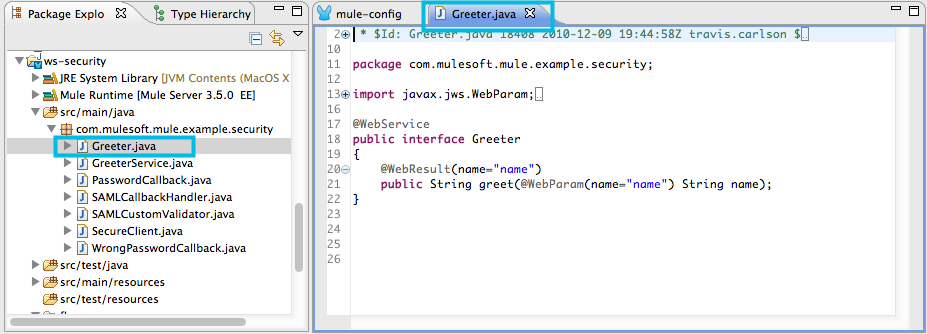 Package Explo
Type Hierarchy
ws-security
JRE System Library [JVM Contents (MacOS X
Mule Runtime [Mule Server 3.5.0 EE]
src/main/java
com.mulesoft.mule.example.security
Greeter.java
GreeterService.java
PasswordCallback.java
SAMLCallbackHandler.java
SAMLCustomValidator.java
SecureClient.java
WrongPasswordCallback.java
src/test/java
src/main/resources
src/test/resources
mule-config
Greeter.java
2 * $Id: Greeter.java 18408 2010-12-09 19:44:58Z travis.carlson $
10
11 package com.mulesoft.mule.example.security;
12
13 import javax.jws.WebParam;
16
17 @WebService
18 public interface Greeter
19 {
20 @WebResult(name="name")
21 public String greet(@WebParam(name="name") String name);
22 }
23
24
25
26